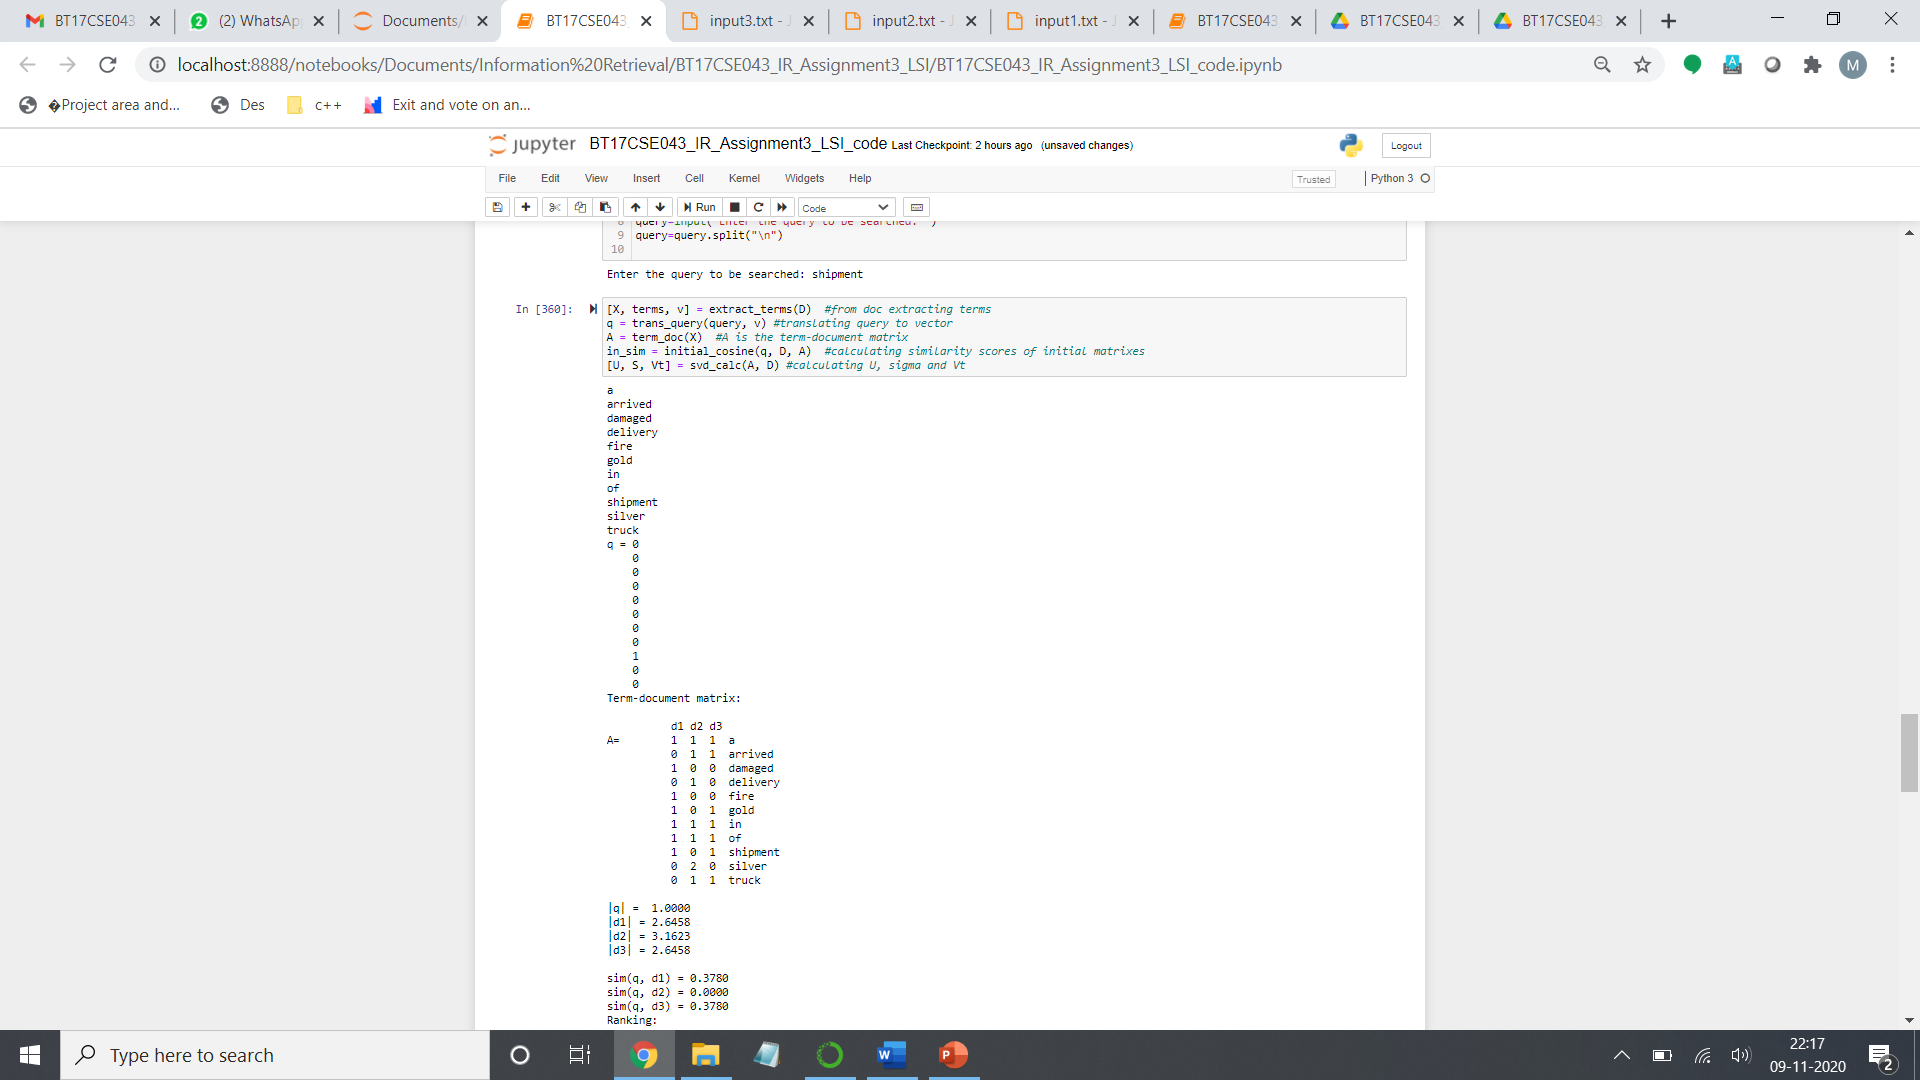 BT17CSE043
(2) WhatsAp
Documents/
BT17CSE043
input3.txt - J
input2.txt - J
input1.txt - J
BT17CSE043
BT17CSE043
BT17CSE043
localhost:8888/notebooks/Documents/Information%20Retrieval/BT17CSE043_IR_Assignment3_LSI/BT17CSE043_IR_Assignment3_LSI_code.ipynb
M
�Project area and...
Des
c++
Exit and vote on an...
jupyter BT17CSE043_IR_Assignment3_LSI_code Last Checkpoint: 2 hours ago (unsaved changes)
Logout
File Edit View Insert Cell Kernel Widgets Help
Trusted
Python 3
Run
Code
8 query=input("Enter the query to be searched: ")
9 query=query.split("\n")
10
Enter the query to be searched: shipment
In [360]:
[X, terms, v] = extract_terms(D)  #from doc extracting terms
q = trans_query(query, v) #translating query to vector
A = term_doc(X)  #A is the term-document matrix
in_sim = initial_cosine(q, D, A)  #calculating similarity scores of initial matrixes
[U, S, Vt] = svd_calc(A, D) #calculating U, sigma and Vt
a
arrived
damaged
delivery
fire
gold
in
of
shipment
silver
truck
q = 0
0
0
0
0
0
0
0
1
0
0
Term-document matrix:
d1 d2 d3
A= 1 1 1 a
0 1 1 arrived
1 0 0 damaged
0 1 0 delivery
1 0 0 fire
1 0 1 gold
1 1 1 in
1 1 1 of
1 0 1 shipment
0 2 0 silver
0 1 1 truck
|q| =  1.0000
|d1| = 2.6458
|d2| = 3.1623
|d3| = 2.6458
sim(q, d1) = 0.3780
sim(q, d2) = 0.0000
sim(q, d3) = 0.3780
Ranking:
Type here to search
22:17
09-11-2020
2